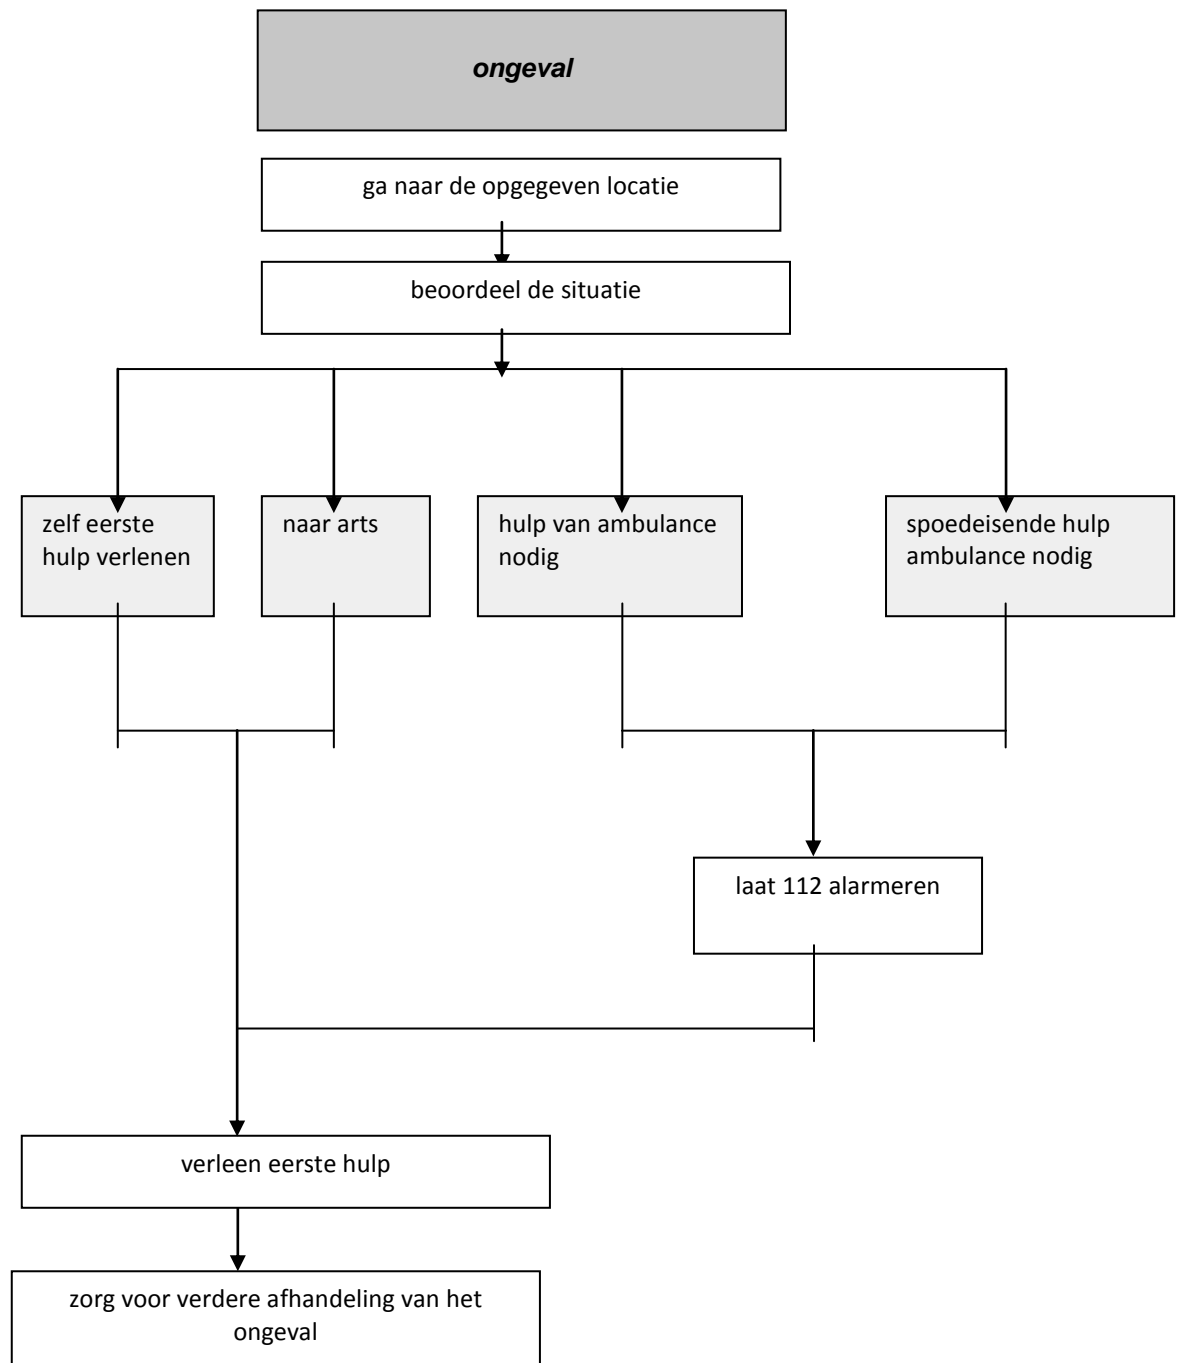 ongeval
ga naar de opgegeven locatie
beoordeel de situatie
zelf eerste
hulp verlenen
naar arts
hulp van ambulance
nodig
spoedeisende hulp
ambulance nodig
laat 112 alarmeren
verleen eerste hulp
zorg voor verdere afhandeling van het
ongeval